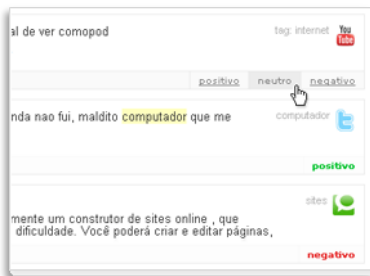 al de ver comopod
tag: internet
You
Tube
positivo neutro negativo
nda nao fui, maldito computador que me
computador
positivo
sites
mente um construtor de sites online , que
dificuldade. Você poderá criar e editar páginas,
negativo